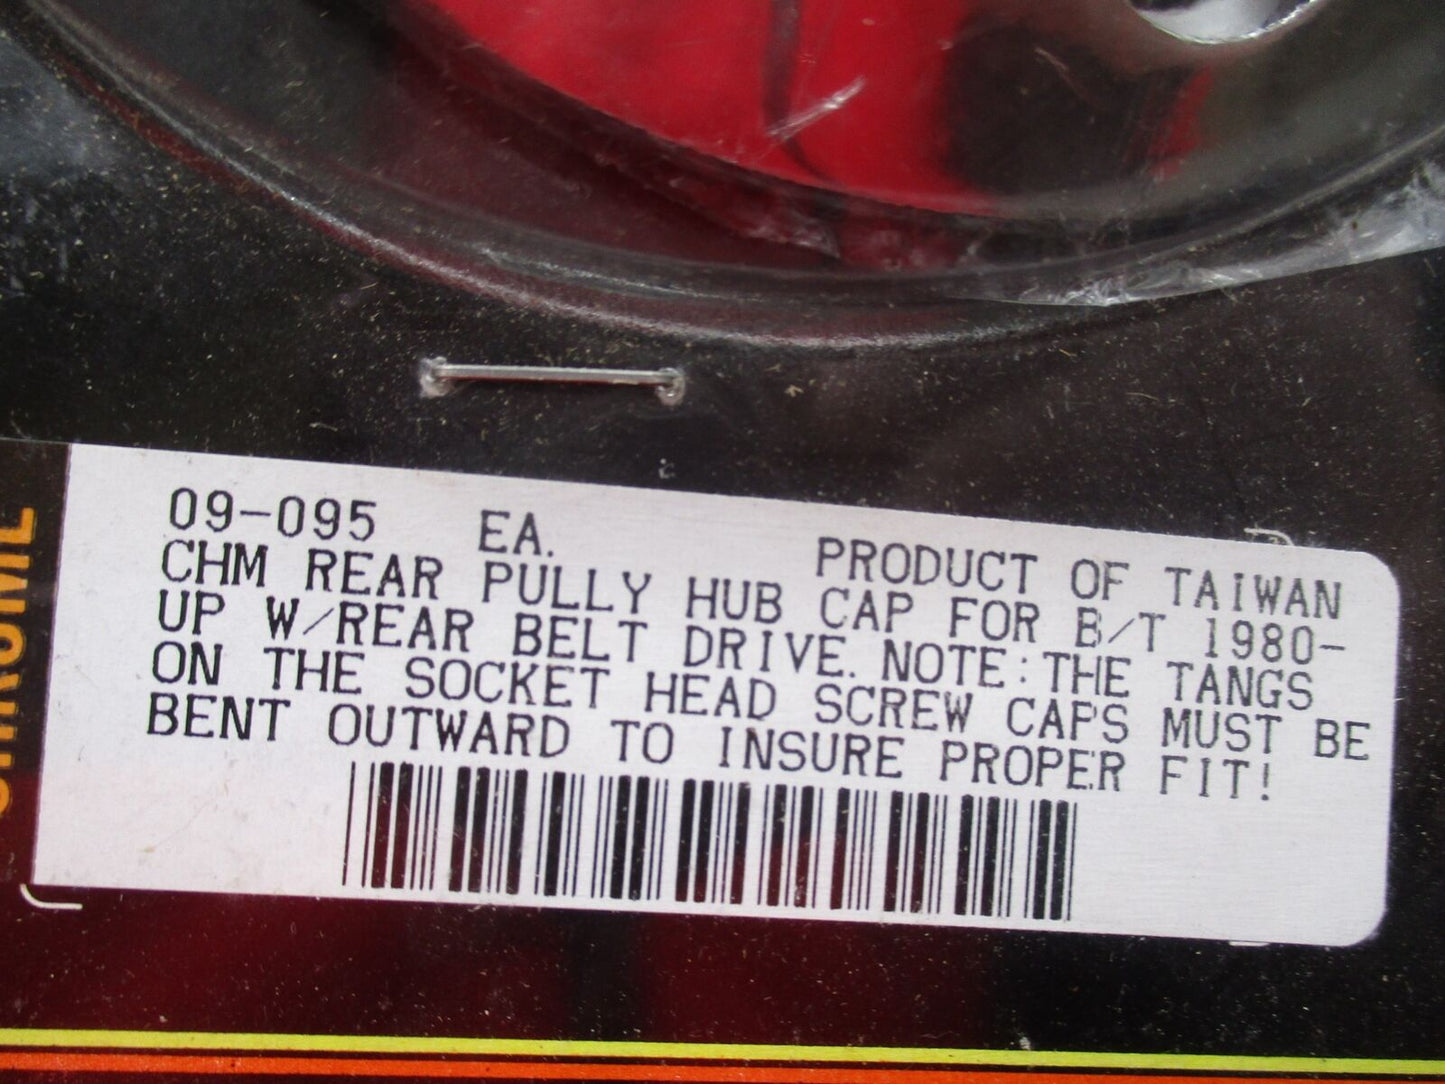 09-095 EA. PRODUCT OF TAIWAN
CHM REAR PULLY HUB CAP FOR B/T 1980-
UP W/REAR BELT DRIVE. NOTE: THE TANGS
ON THE SOCKET HEAD SCREW CAPS MUST BE
BENT OUTWARD TO INSURE PROPER FIT!
CHROME